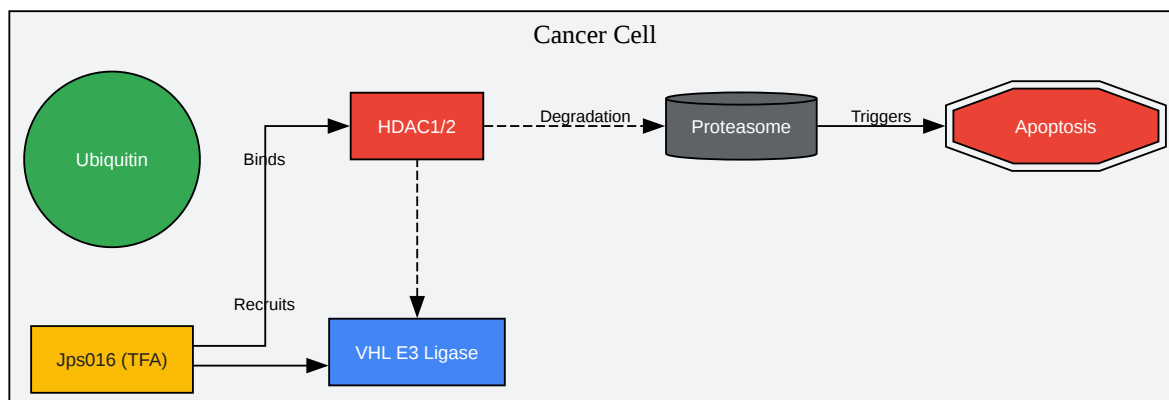 Cancer Cell
Ubiquitin
Binds
HDAC1/2
Degradation
Proteasome
Triggers
Apoptosis
Recruits
Jps016 (TFA)
VHL E3 Ligase